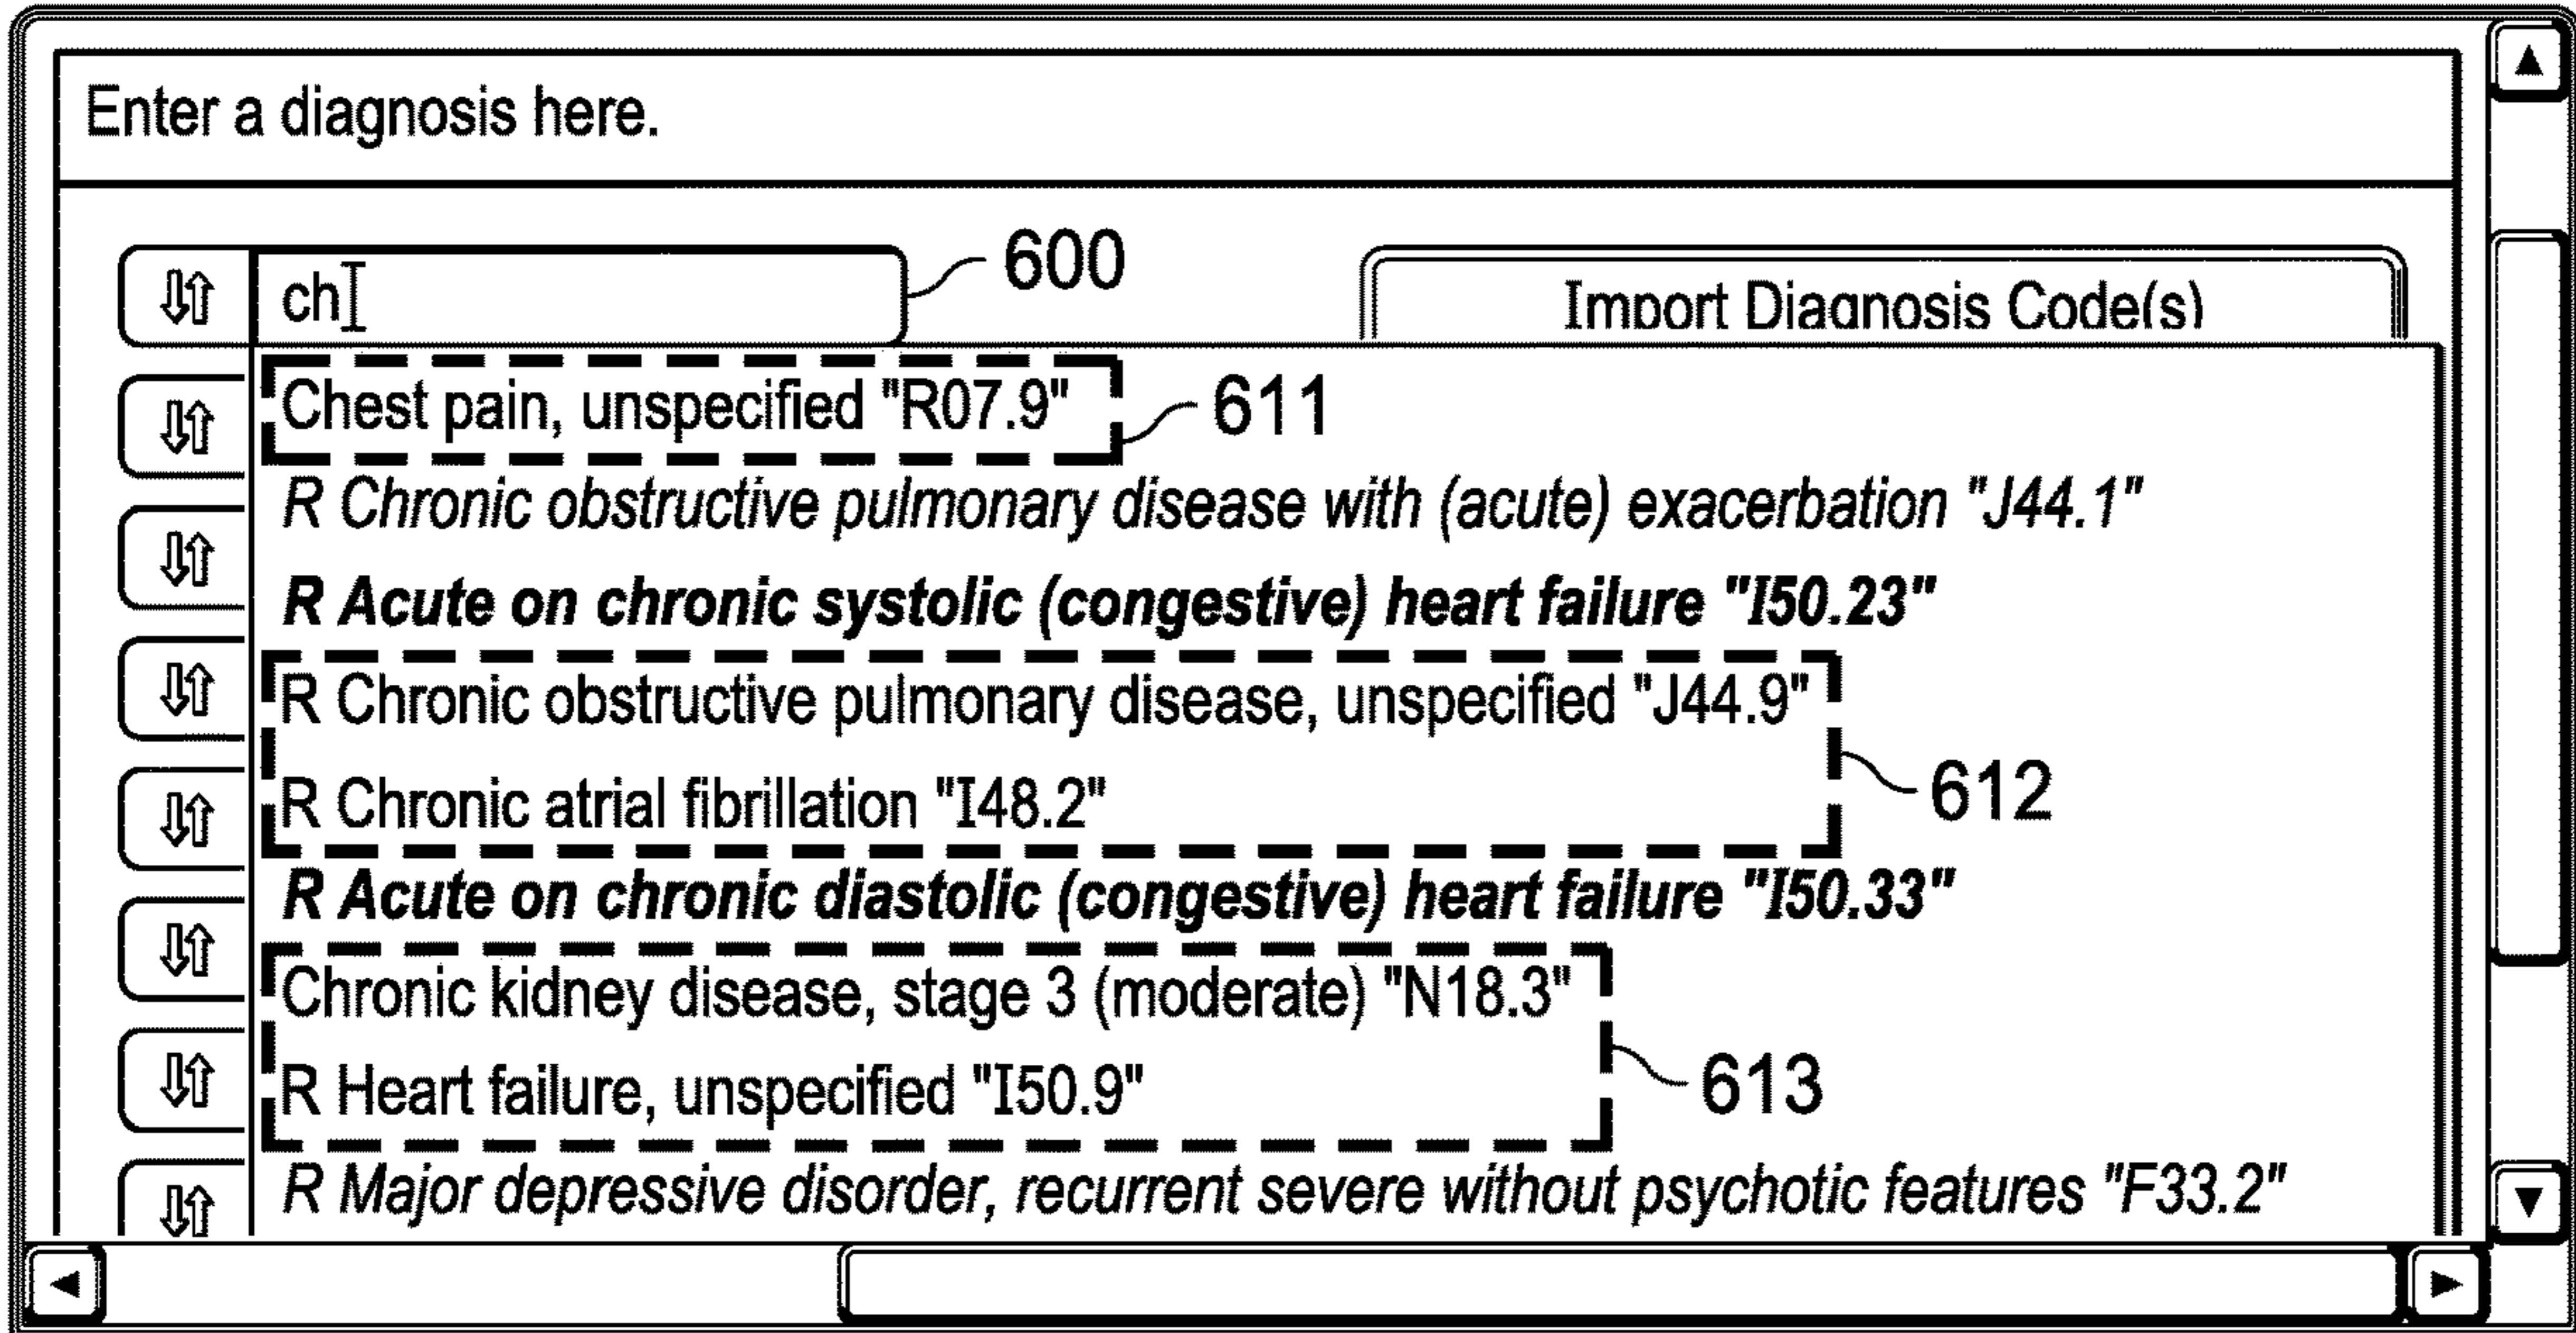 Enter a diagnosis here.
ch 600 Import Diagnosis Code(s)
Chest pain, unspecified "R07.9" 611
R Chronic obstructive pulmonary disease with (acute) exacerbation "J44.1"
R Acute on chronic systolic (congestive) heart failure "I50.23"
R Chronic obstructive pulmonary disease, unspecified "J44.9"
612
R Chronic atrial fibrillation "I48.2"
R Acute on chronic diastolic (congestive) heart failure "I50.33"
Chronic kidney disease, stage 3 (moderate) "N18.3"
R Heart failure, unspecified "I50.9" 613
R Major depressive disorder, recurrent severe without psychotic features "F33.2"